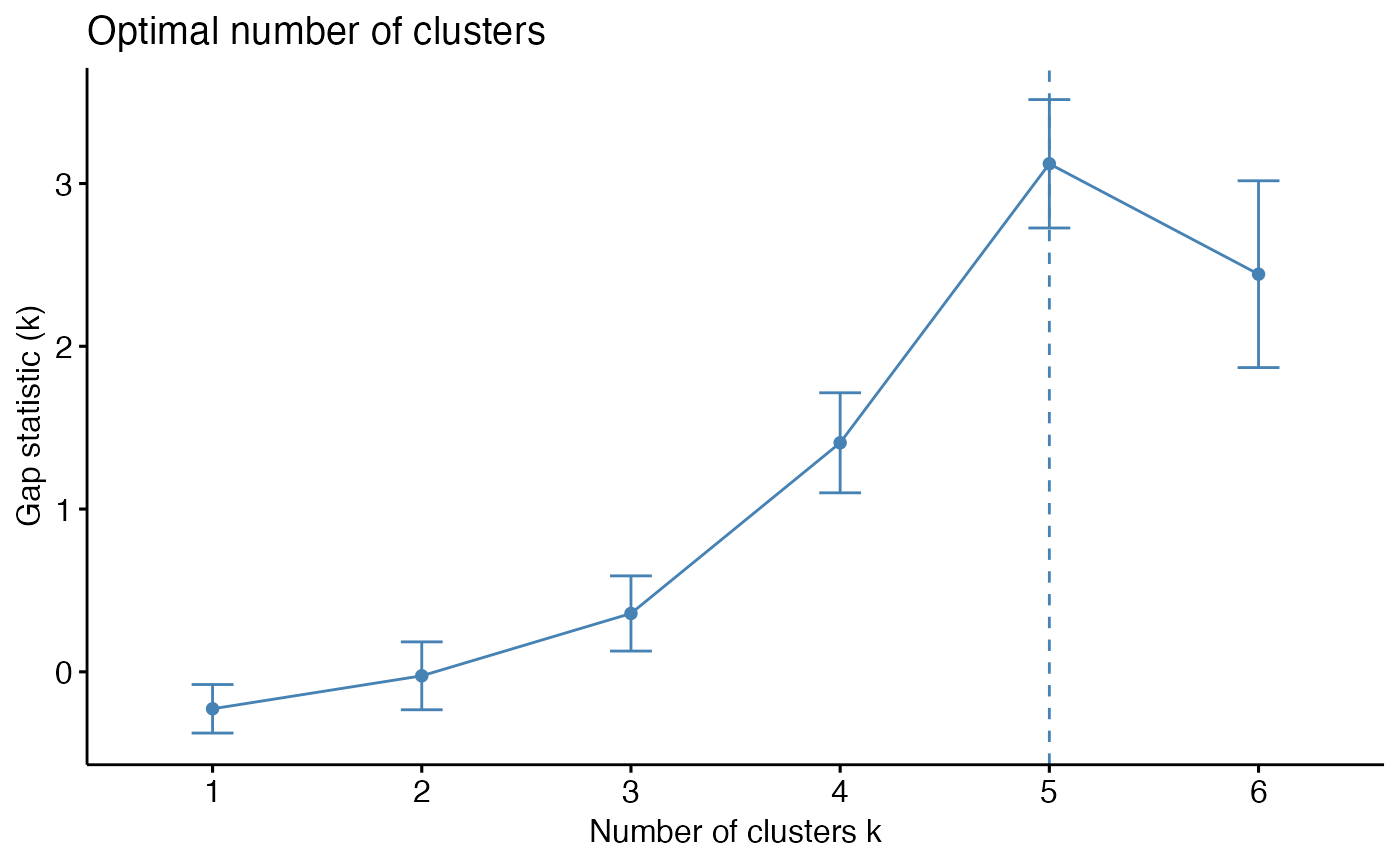 Optimal number of clusters
Gap statistic (k)
3
2
1
0
1 2 3 4 5 6
Number of clusters k